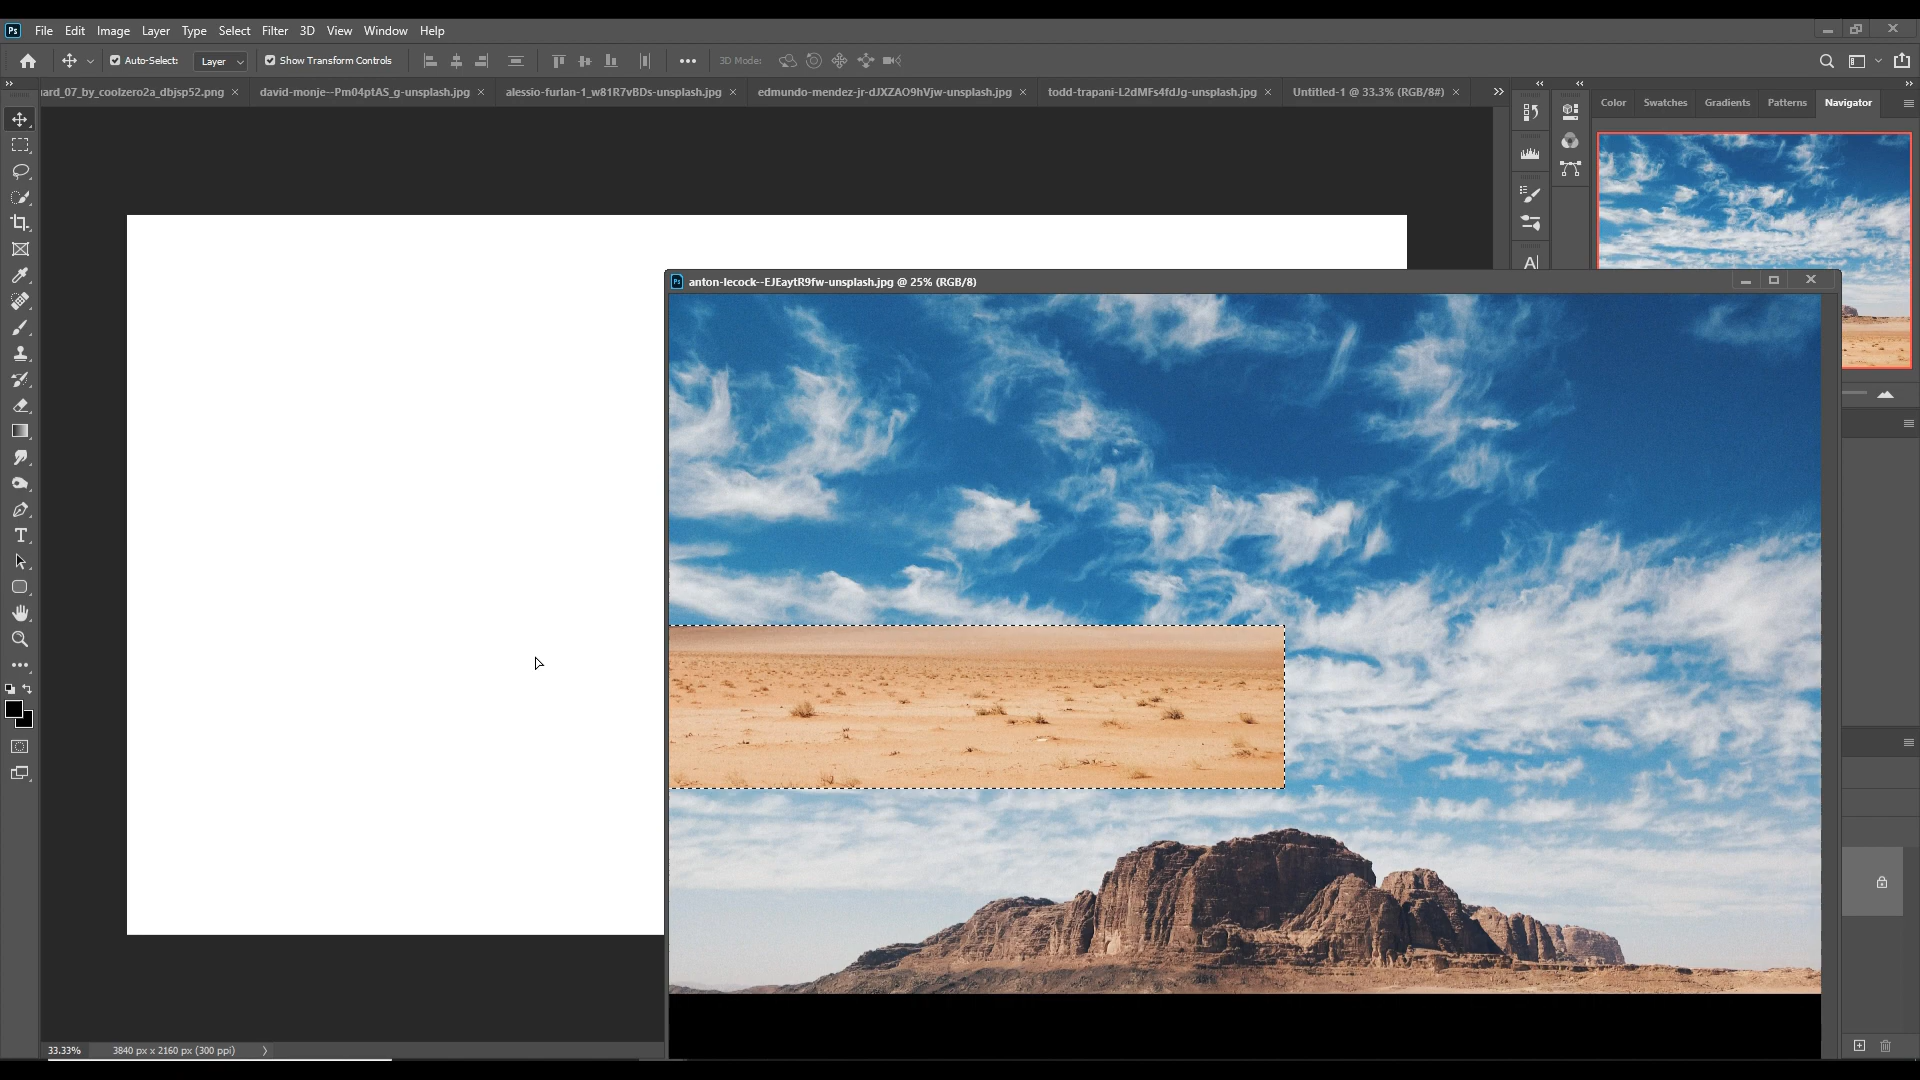 Ps File Edit Image Layer Type Select Filter 3D View Window Help
Auto-Select: Layer Show Transform Controls 3D Mode:
ard_07_by_coolzero2a_dbjsp52.png david-monje--Pm04ptAS_g-unsplash.jpg alessio-furlan-1_w81R7vBDs-unsplash.jpg edmundo-mendez-jr-dJXZAO9hVjw-unsplash.jpg todd-trapani-L2dMFs4fdJg-unsplash.jpg Untitled-1 @ 33.3% (RGB/8#)
Color Swatches Gradients Patterns Navigator
Ps anton-lecock--EJEaytR9fw-unsplash.jpg @ 25% (RGB/8)
33.33% 3840 px x 2160 px (300 ppi)